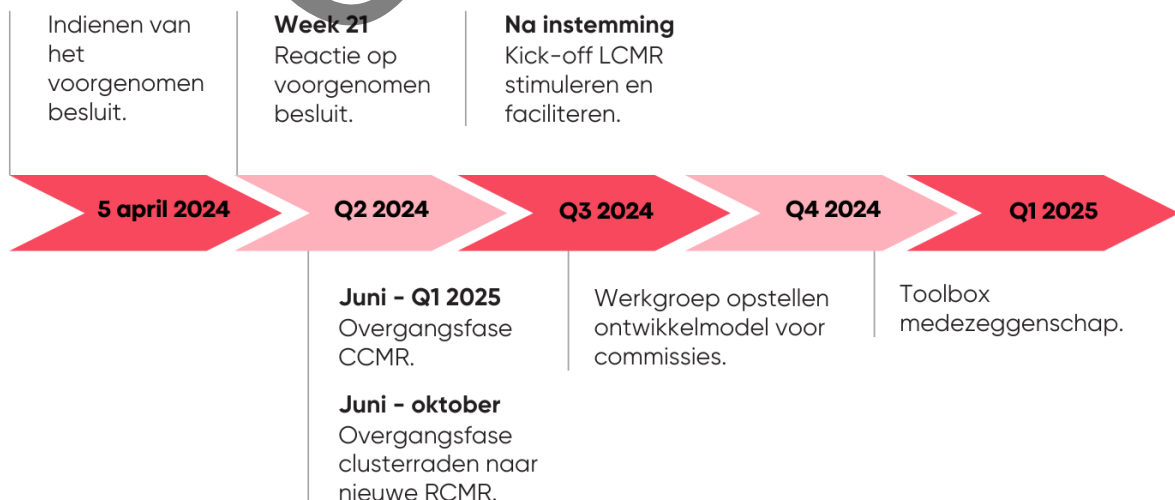 Indienen van
het
voorgenomen
besluit.
Week 21
Reactie op
voorgenomen
besluit.
Na instemming
Kick-off LCMR
stimuleren en
faciliteren.
5 april 2024
Q2 2024
Q3 2024
Q4 2024
Q1 2025
Juni - Q1 2025
Overgangsfase
CCMR.
Juni - oktober
Overgangsfase
clusterraden naar
nieuwe RCMR.
Werkgroep opstellen
ontwikkelmodel voor
commissies.
Toolbox
medezeggenschap.